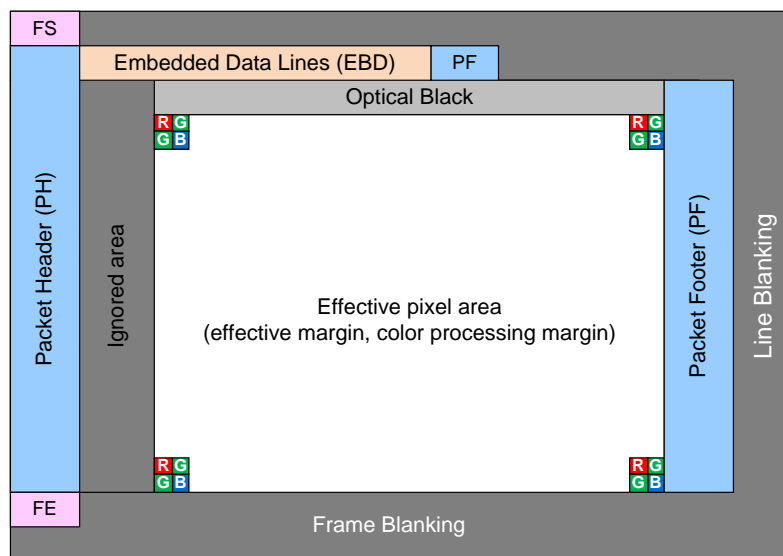 FS
Embedded Data Lines (EBD)
PF
Optical Black
R G
G B
R G
G B
Packet Header (PH)
Ignored area
Effective pixel area
(effective margin, color processing margin)
Packet Footer (PF)
Line Blanking
R G
G B
R G
G B
FE
Frame Blanking